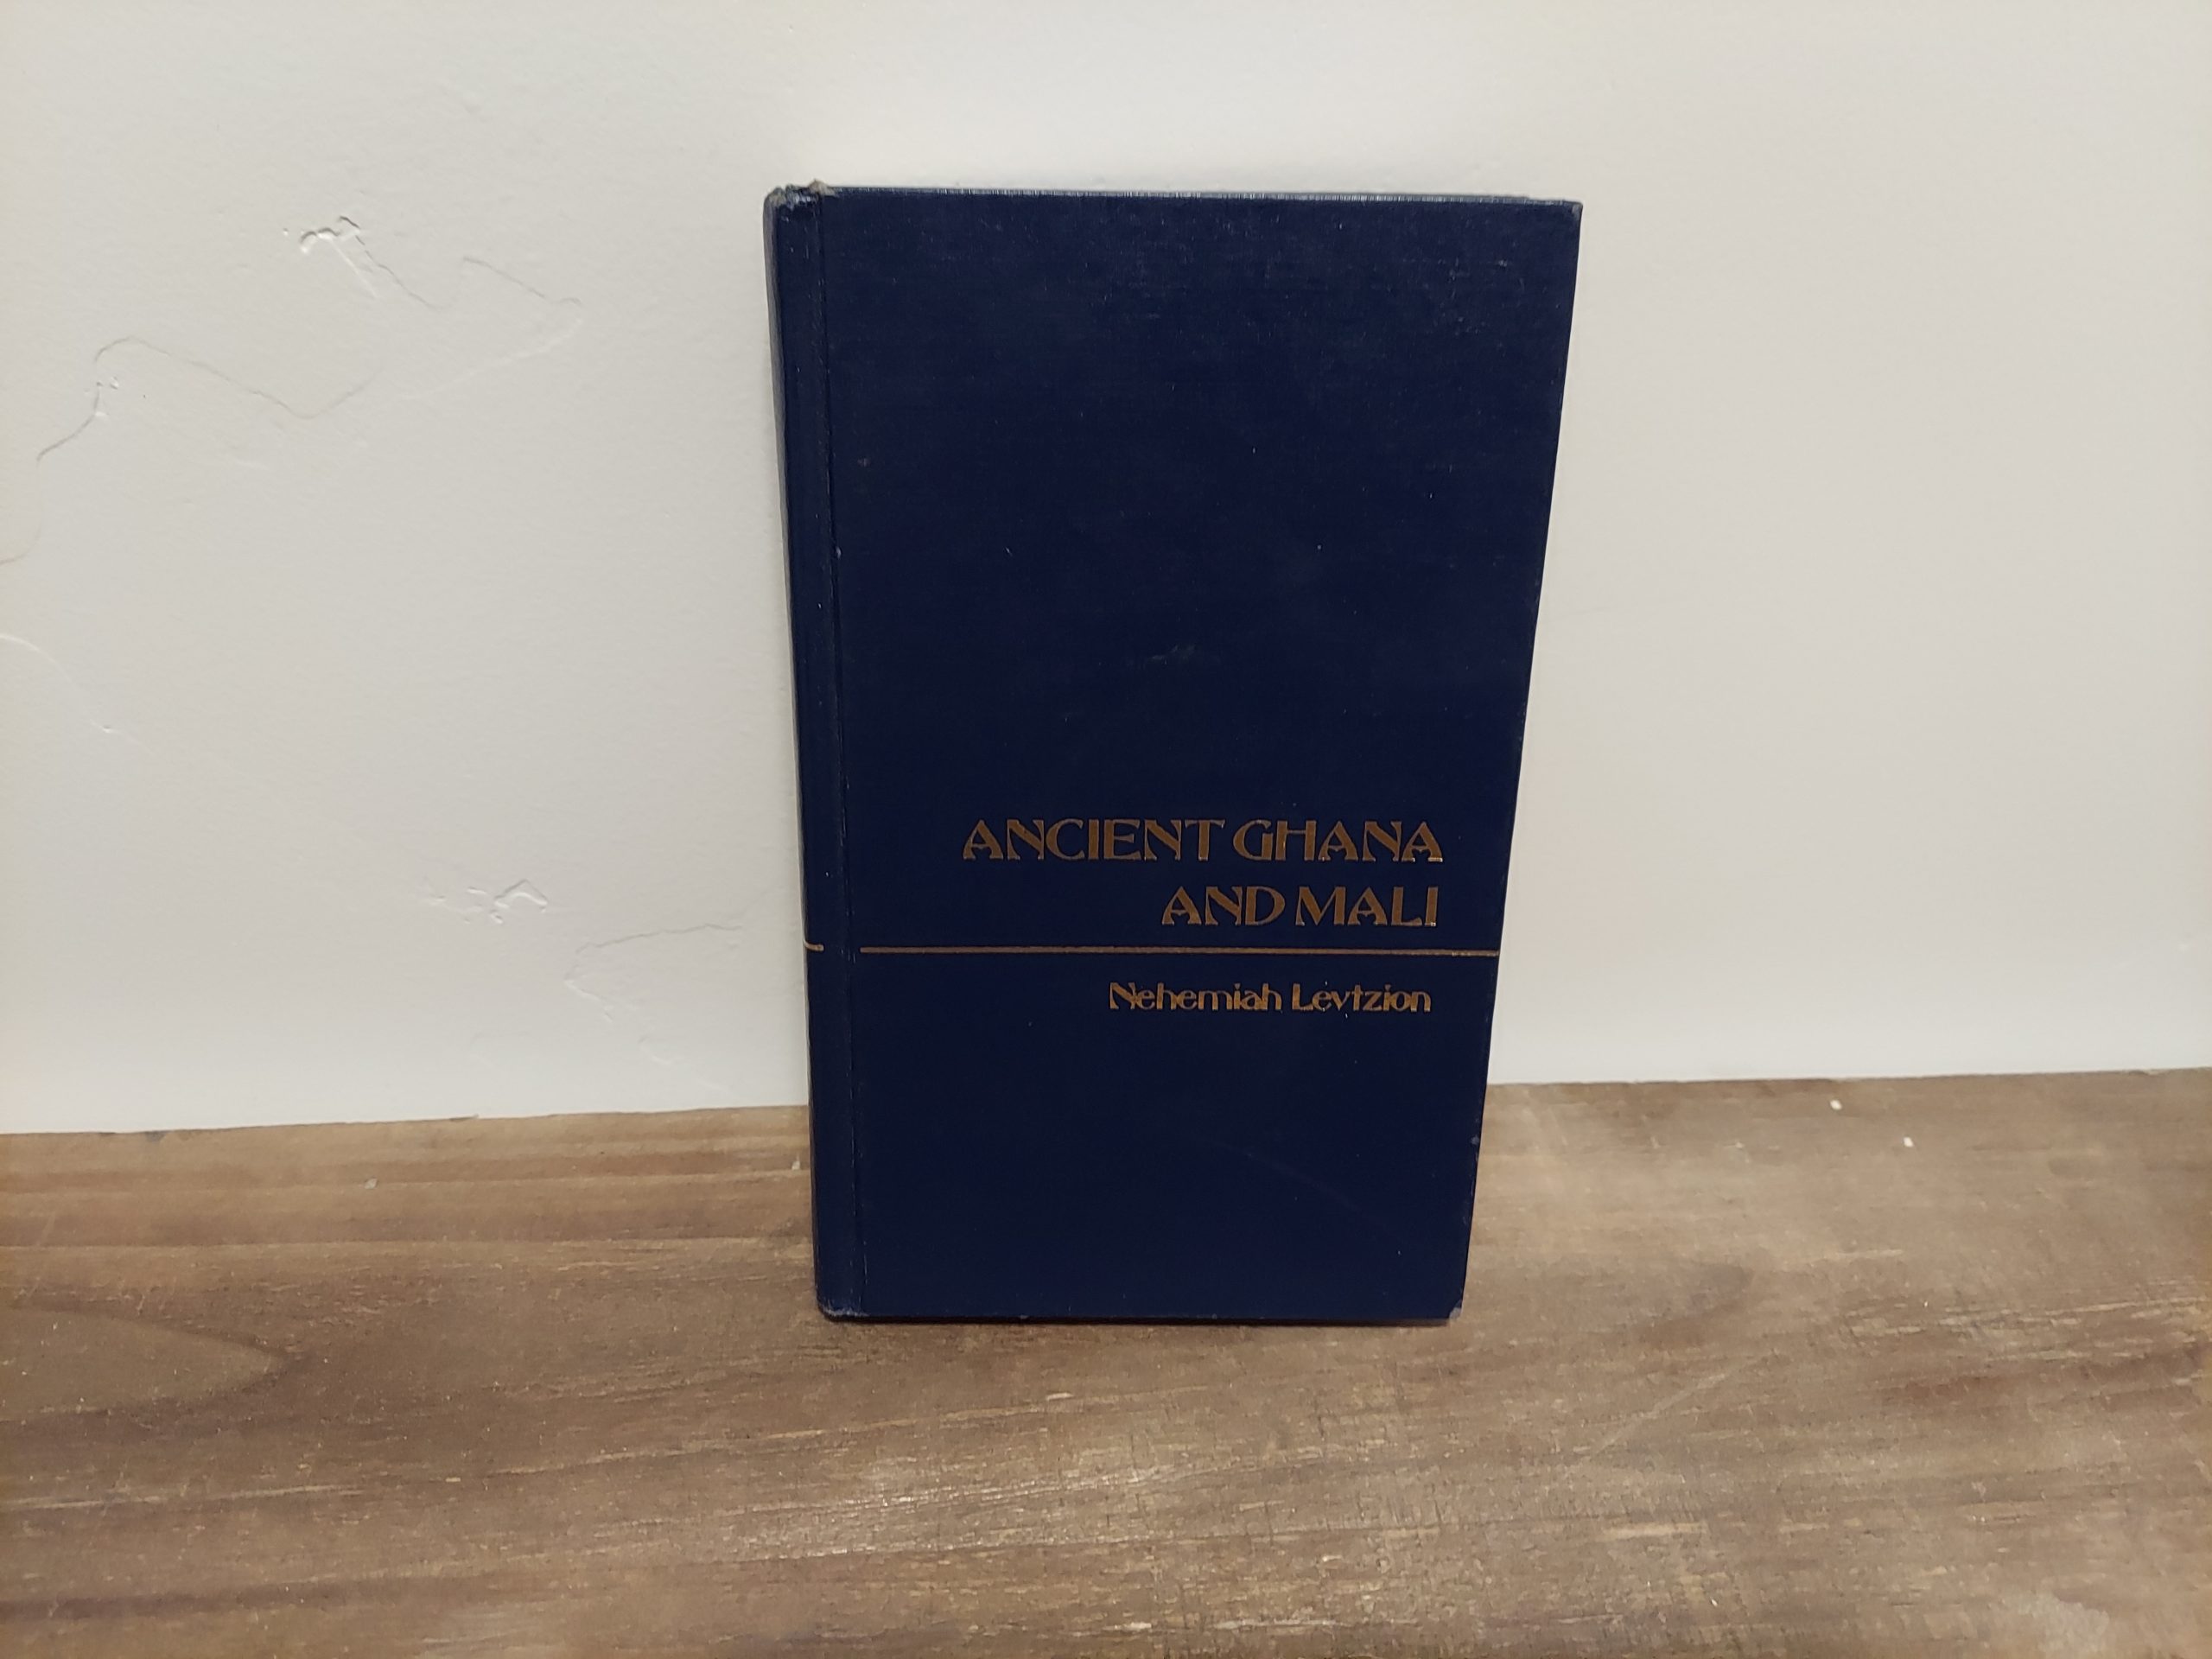 ANCIENT GHANA
AND MALI
Nehemiah Levtzion